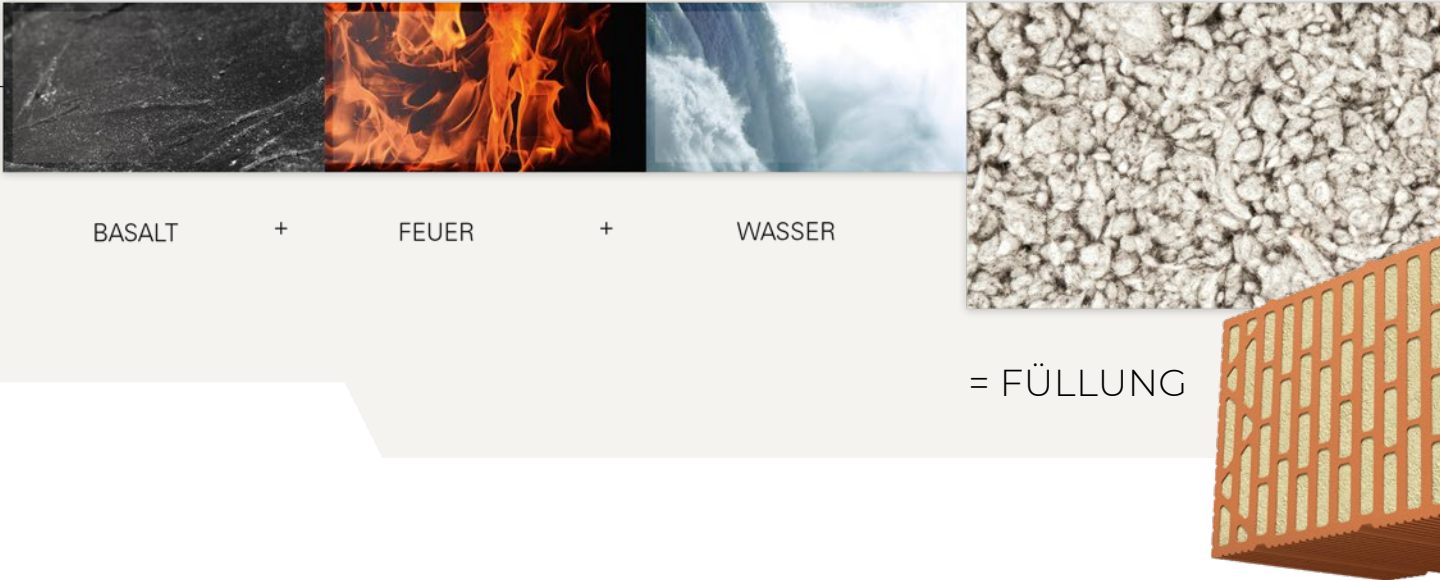 BASALT + FEUER + WASSER
= FÜLLUNG